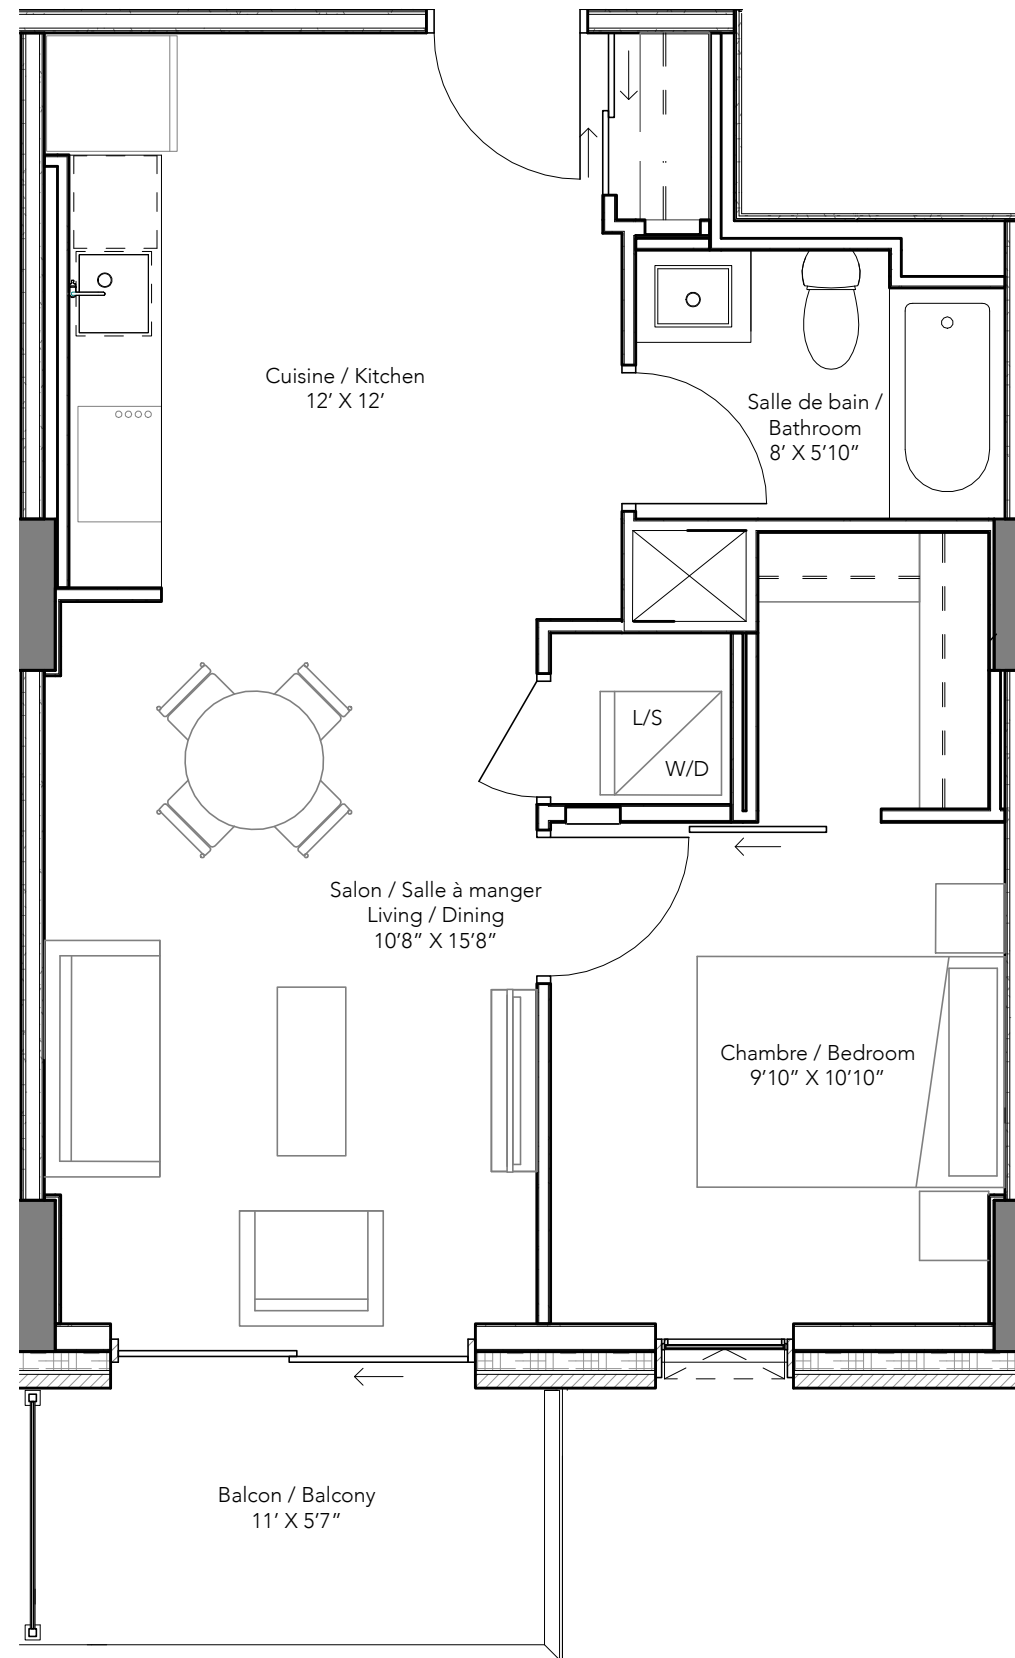 Cuisine / Kitchen
12’ X 12’
Salle de bain /
Bathroom
8’ X 5’10”
L/S
W/D
Salon / Salle à manger
Living / Dining
10’8” X 15’8”
Chambre / Bedroom
9’10” X 10’10”
Balcon / Balcony
11’ X 5’7”